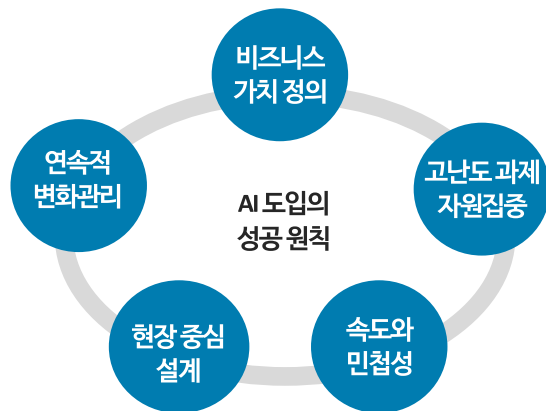 비즈니스
가치 정의
연속적
변화관리
고난도 과제
자원집중
AI 도입의
성공 원칙
현장 중심
설계
속도와
민첩성